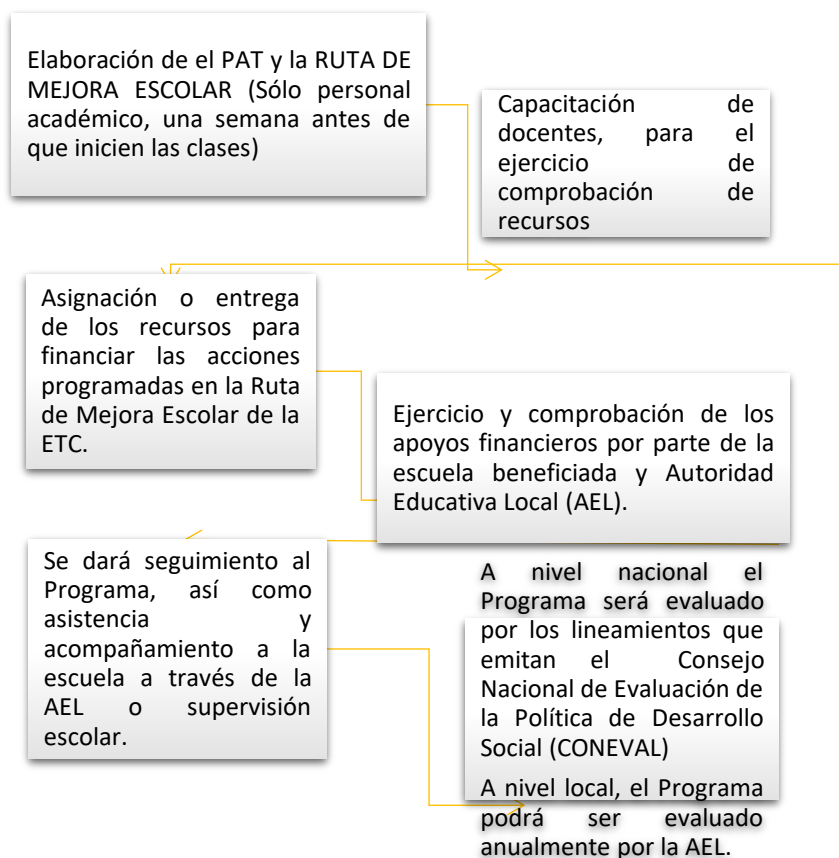 Elaboración de el PAT y la RUTA DE
MEJORA ESCOLAR (Sólo personal
académico, una semana antes de
que inicien las clases)
Capacitación de
docentes, para el
ejercicio de
comprobación de
recursos
Asignación o entrega
de los recursos para
financiar las acciones
programadas en la Ruta
de Mejora Escolar de la
ETC.
Ejercicio y comprobación de los
apoyos financieros por parte de la
escuela beneficiada y Autoridad
Educativa Local (AEL).
Se dará seguimiento al
Programa, así como
asistencia y
acompañamiento a la
escuela a través de la
AEL o supervisión
escolar.
A nivel nacional el
Programa será evaluado
por los lineamientos que
emitan el Consejo
Nacional de Evaluación de
la Política de Desarrollo
Social (CONEVAL)
A nivel local, el Programa
podrá ser evaluado
anualmente por la AEL.